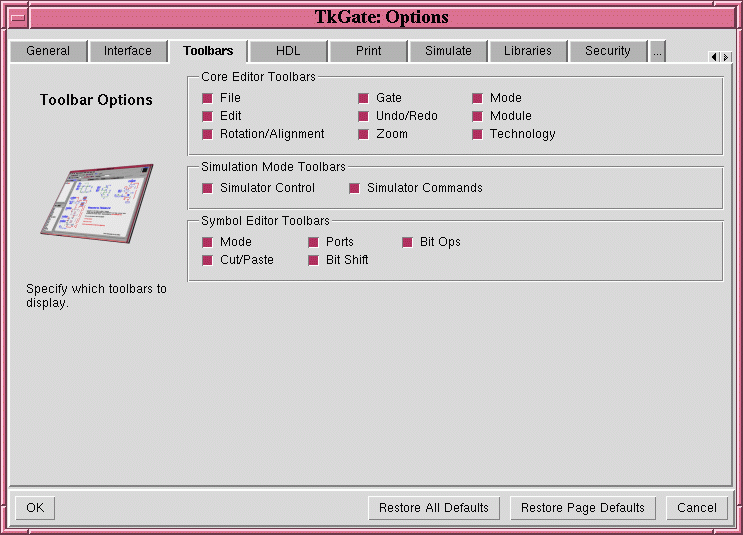 TkGate: Options
General Interface Toolbars HDL Print Simulate Libraries Security ...
Toolbar Options
Specify which toolbars to
display.
Core Editor Toolbars
File Gate Mode
Edit Undo/Redo Module
Rotation/Alignment Zoom Technology
Simulation Mode Toolbars
Simulator Control Simulator Commands
Symbol Editor Toolbars
Mode Ports Bit Ops
Cut/Paste Bit Shift
OK Restore All Defaults Restore Page Defaults Cancel